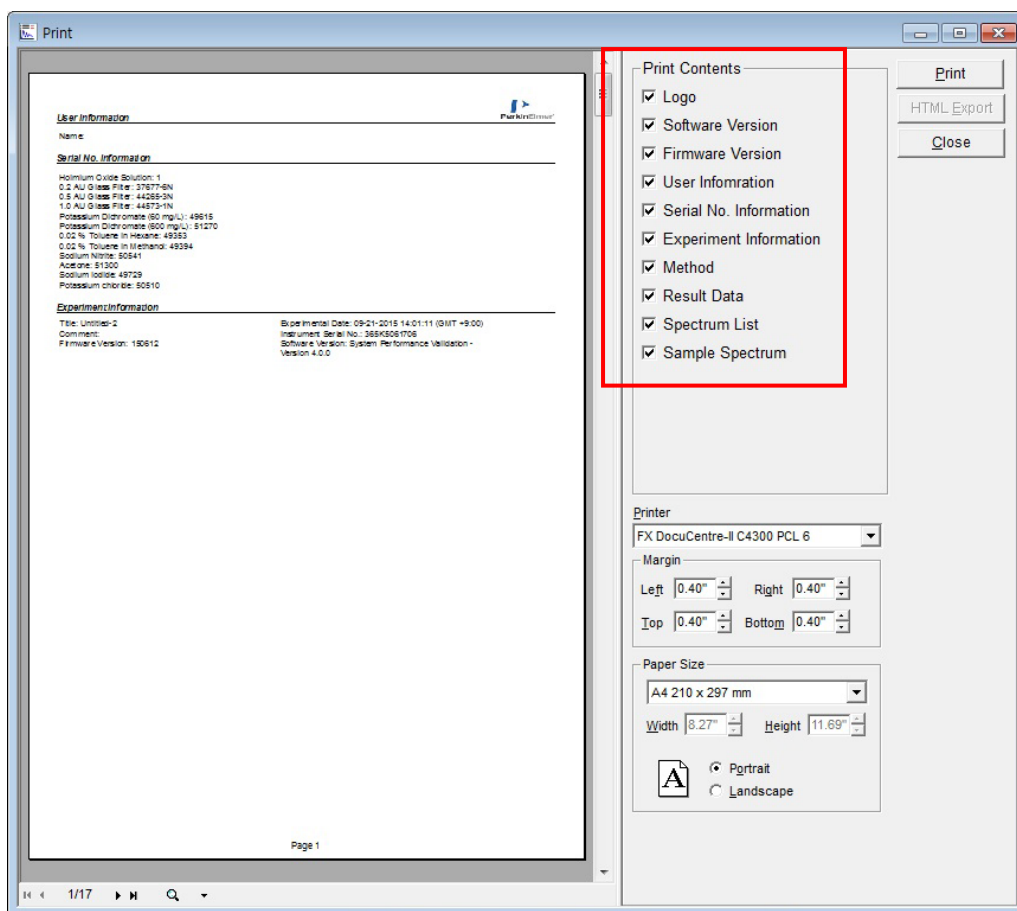 Print
User Information
PerkinElmer
Name:
Serial No. Information
Holmium Oxide Solution: 1
0.2 AU Glass Filter: 37677-6N
0.5 AU Glass Filter: 44265-3N
1.0 AU Glass Filter: 44573-1N
Potassium Dichromate (60 mg/L): 49615
Potassium Dichromate (600 mg/L): 51270
0.02 % Toluene in Hexane: 49353
0.02 % Toluene in Methanol: 49394
Sodium Nitrite: 50541
Acetone: 51300
Sodium Iodide: 49729
Potassium chloride: 50510
Experiment Information
Title: Untitled-2
Comment:
Firmware Version: 150612
Experimental Date: 09-21-2015 14:01:11 (GMT +9:00)
Instrument Serial No.: 365K5061706
Software Version: System Performance Validation -
Version 4.0.0
Page 1
1/17
Print Contents
Logo
Software Version
Firmware Version
User Infomration
Serial No. Information
Experiment Information
Method
Result Data
Spectrum List
Sample Spectrum
Print
HTML Export
Close
Printer
FX DocuCentre-II C4300 PCL 6
Margin
Left 0.40" Right 0.40"
Top 0.40" Bottom 0.40"
Paper Size
A4 210 x 297 mm
Width 8.27" Height 11.69"
A
Portrait
Landscape